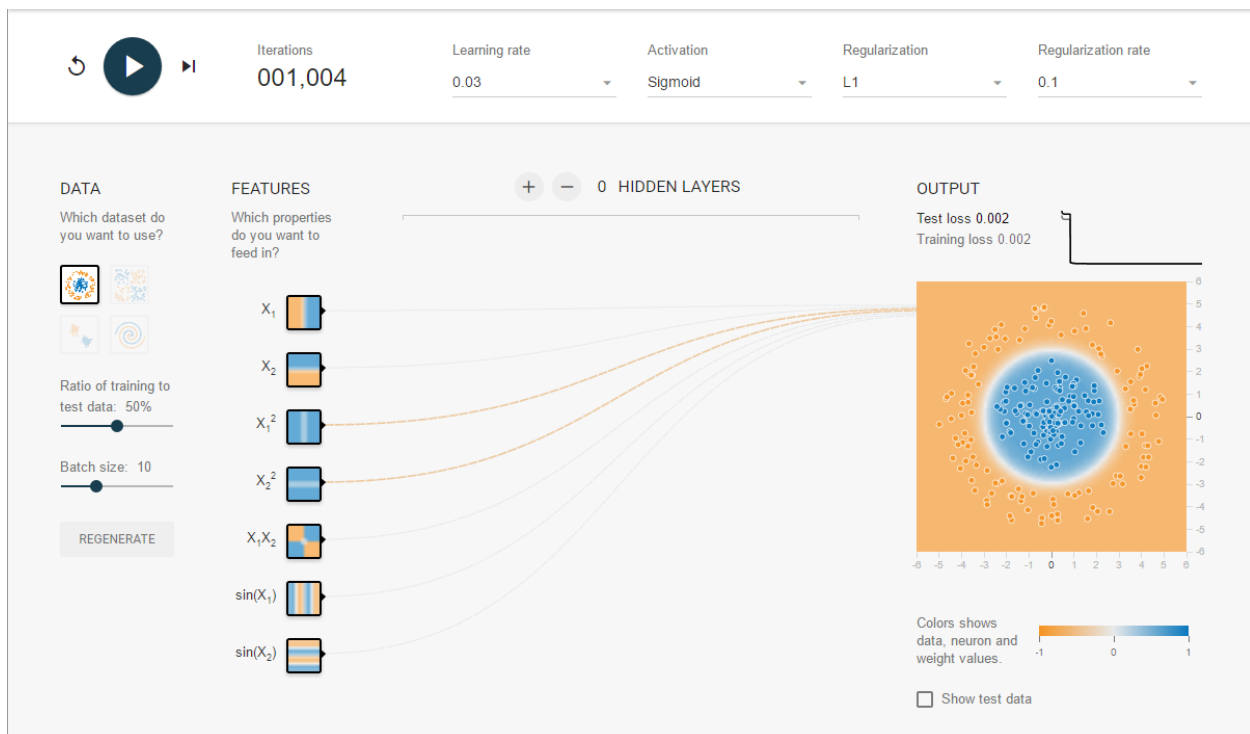 Iterations
001,004
Learning rate
0.03
Activation
Sigmoid
Regularization
L1
Regularization rate
0.1
DATA
Which dataset do
you want to use?
Ratio of training to
test data: 50%
Batch size: 10
REGENERATE
FEATURES
Which properties
do you want to
feed in?
X₁
X₂
X₁²
X₂²
X₁X₂
sin(X₁)
sin(X₂)
+ − 0 HIDDEN LAYERS
OUTPUT
Test loss 0.002
Training loss 0.002
6
5
4
3
2
1
0
-1
-2
-3
-4
-5
-6
-6 -5 -4 -3 -2 -1 0 1 2 3 4 5 6
Colors shows
data, neuron and
weight values.
-1 0 1
Show test data